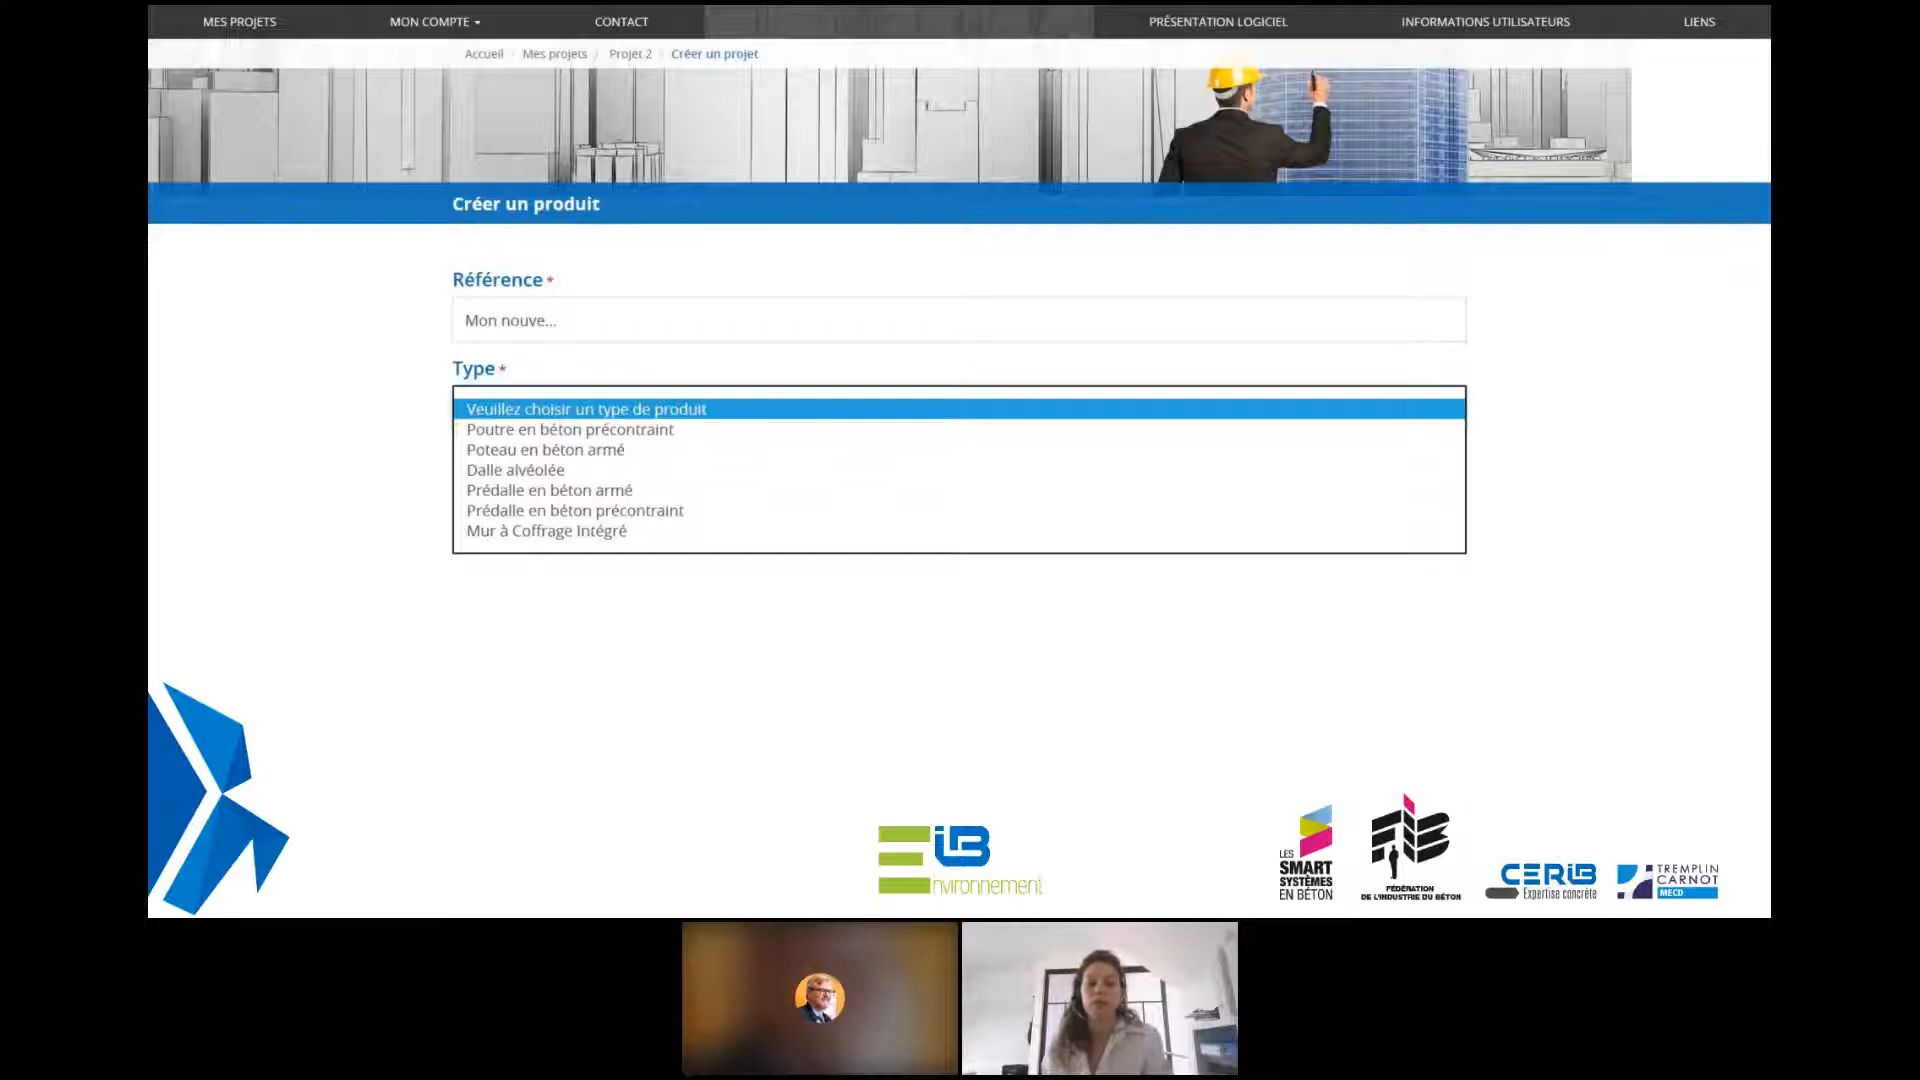 MES PROJETS
MON COMPTE
CONTACT
PRÉSENTATION LOGICIEL
INFORMATIONS UTILISATEURS
LIENS
Accueil / Mes projets / Projet 2 / Créer un projet
Créer un produit
Référence *
Mon nouve...
Type *
Veuillez choisir un type de produit
Poutre en béton précontraint
Poteau en béton armé
Dalle alvéolée
Prédalle en béton armé
Prédalle en béton précontraint
Mur à Coffrage Intégré
EiB
Environnement
LES
SMART
SYSTÈMES
EN BÉTON
FIB
FÉDÉRATION
DE L'INDUSTRIE DU BÉTON
CERIB
Expertise concrète
TREMPLIN
CARNOT
MECD